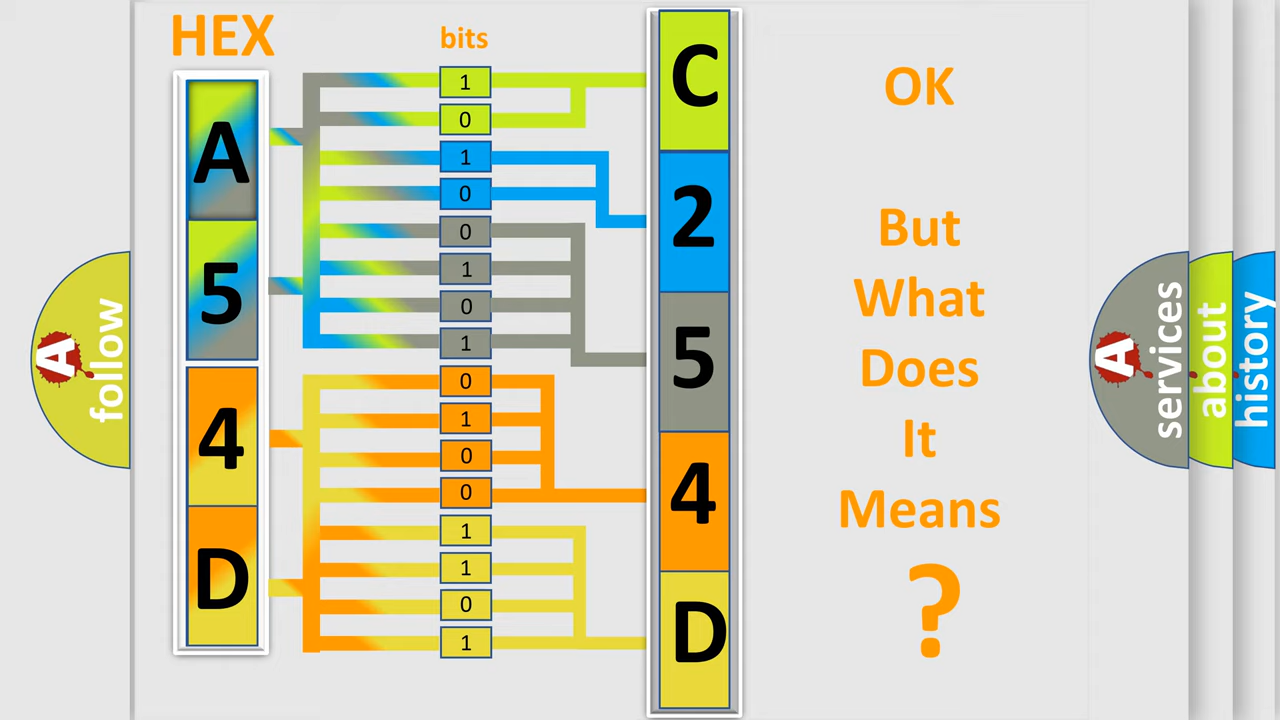 HEX
bits
A
5
4
D
1
0
1
0
0
1
0
1
0
1
0
0
1
1
0
1
C
2
5
4
D
OK
But
What
Does
It
Means
?
A
follow
A
services
about
history